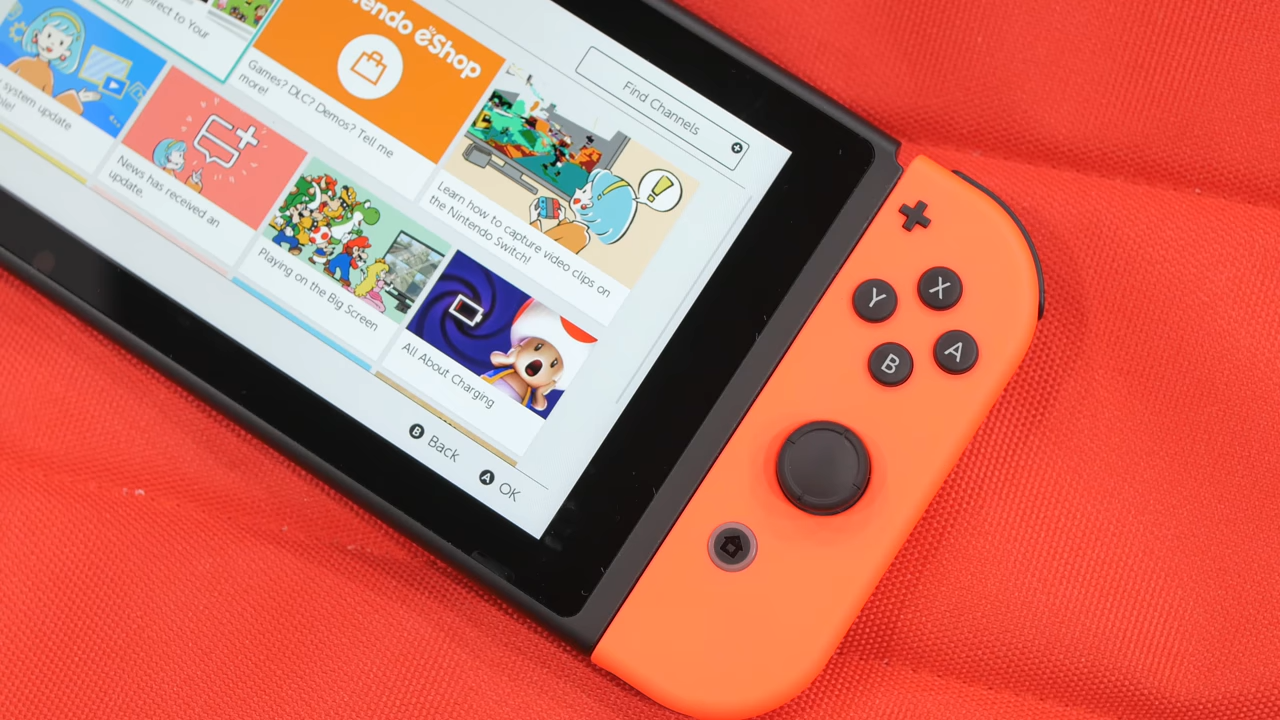 direct to Your
Nintendo eShop
Games? DLC? Demos? Tell me
more!
Find Channels
system update
News has received an
update.
Learn how to capture video clips on
the Nintendo Switch!
Playing on the Big Screen
All About Charging
B Back
A OK
Y
X
B
A